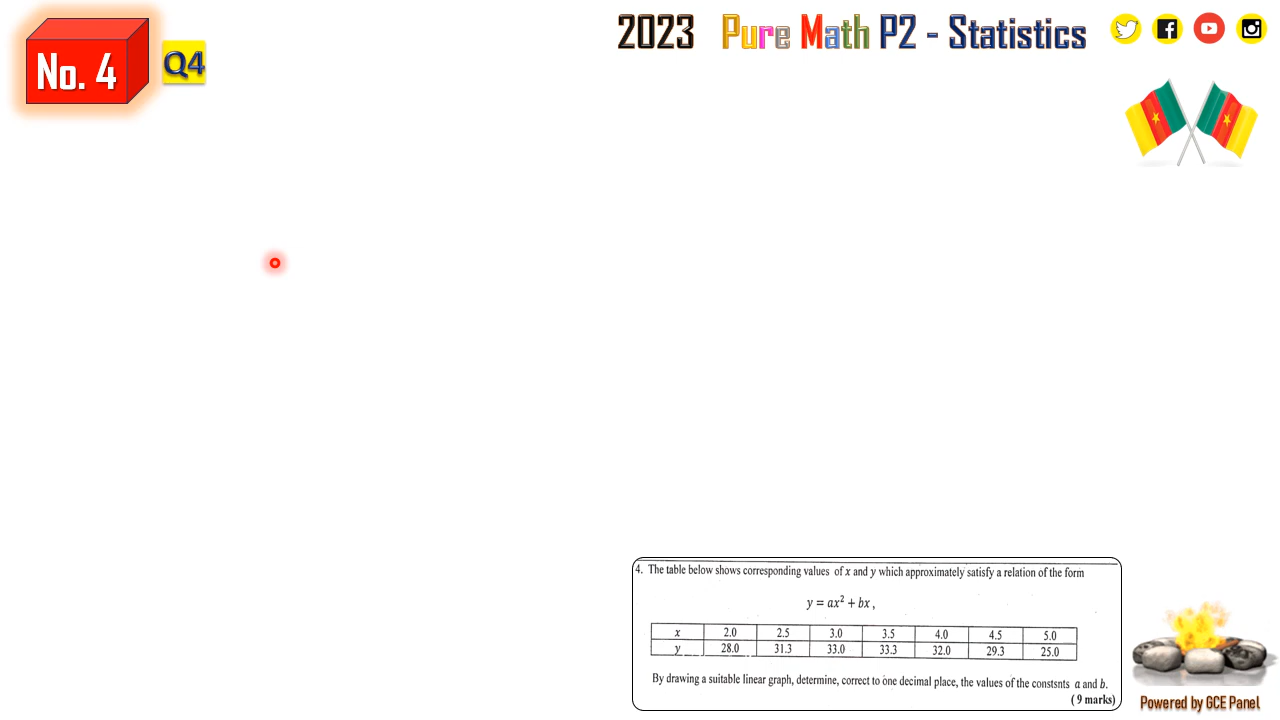 No. 4
Q4
2023 Pure Math P2 - Statistics
4. The table below shows corresponding values of x and y which approximately satisfy a relation of the form
y = ax² + bx,
x 2.0 2.5 3.0 3.5 4.0 4.5 5.0
y 28.0 31.3 33.0 33.3 32.0 29.3 25.0
By drawing a suitable linear graph, determine, correct to one decimal place, the values of the constsnts a and b.
( 9 marks)
Powered by GCE Panel